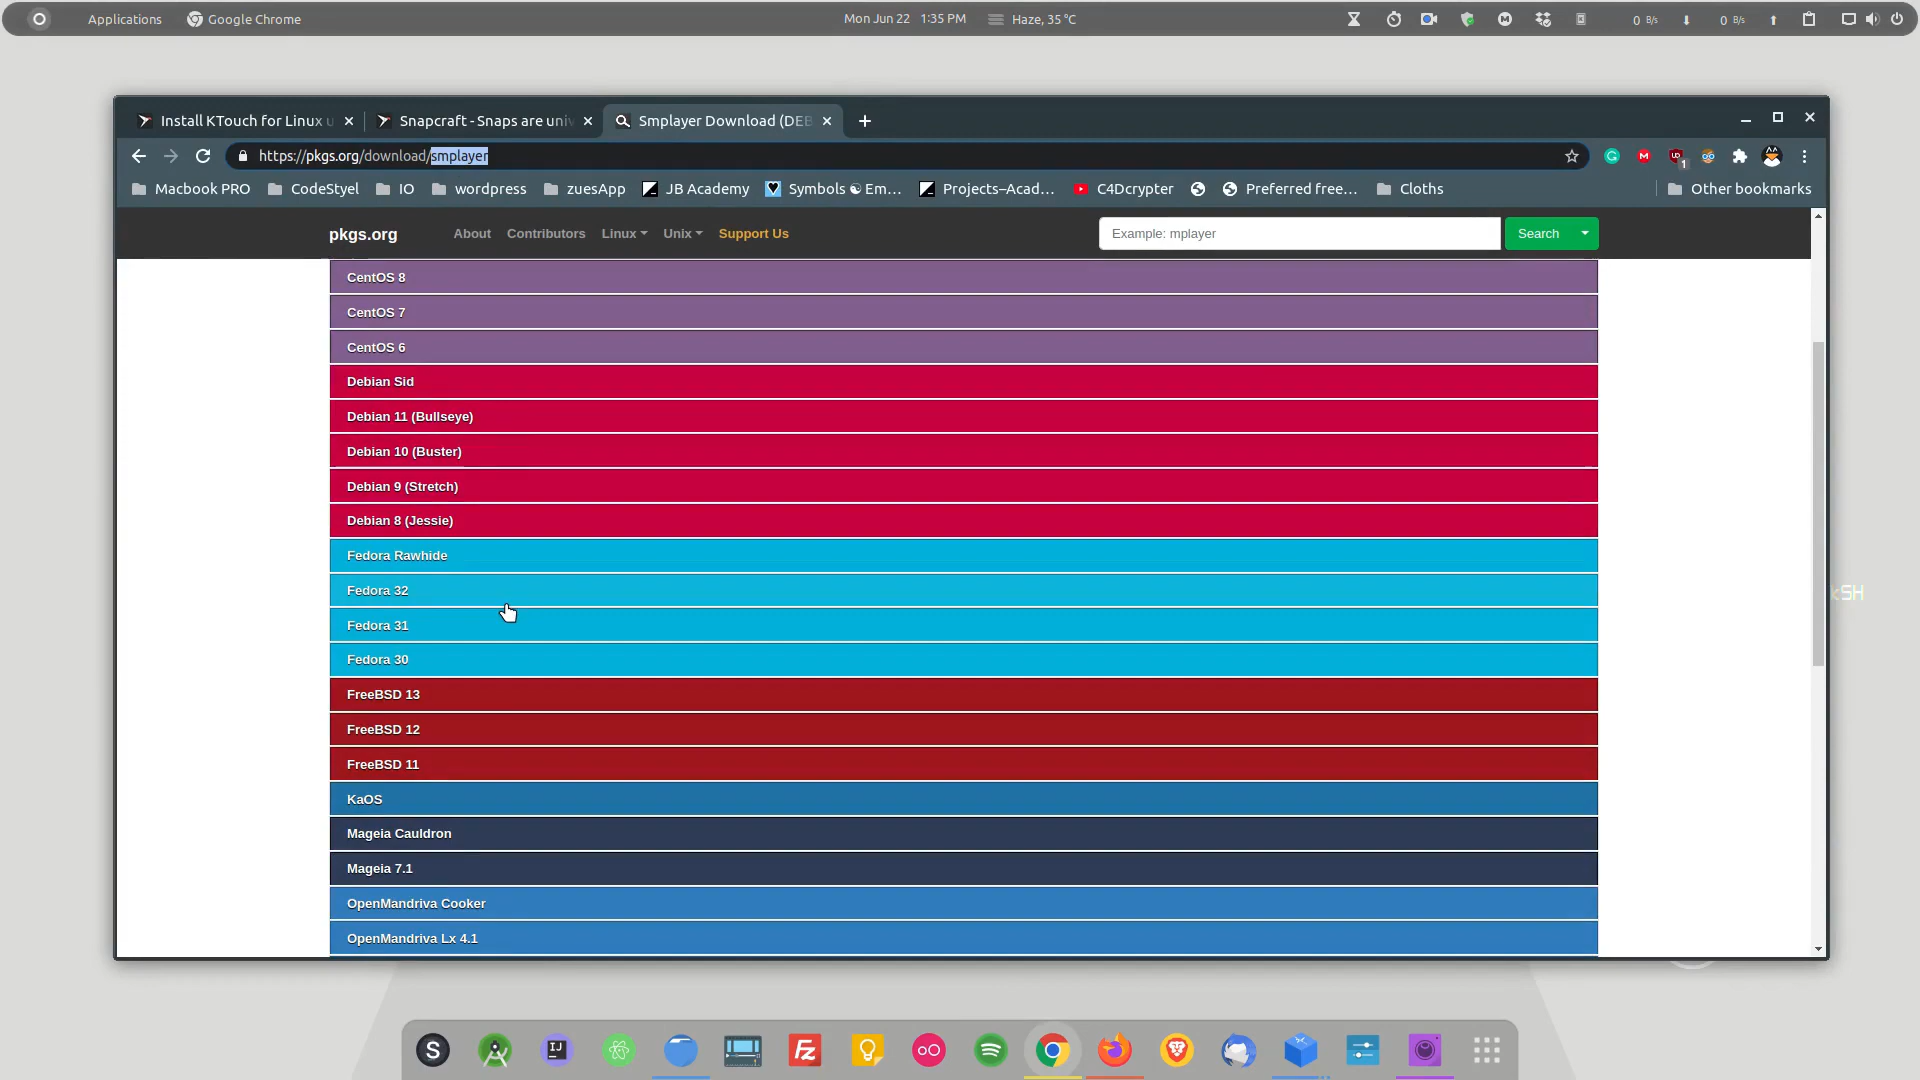 Applications Google Chrome Mon Jun 22 1:35 PM Haze, 35 °C 0 B/s 0 B/s
Install KTouch for Linux u Snapcraft - Snaps are univ Smplayer Download (DEB
https://pkgs.org/download/smplayer
Macbook PRO CodeStyel IO wordpress zuesApp JB Academy Symbols ☯ Em... Projects–Acad... C4Dcrypter Preferred free... Cloths Other bookmarks
pkgs.org About Contributors Linux Unix Support Us Example: mplayer Search
CentOS 8
CentOS 7
CentOS 6
Debian Sid
Debian 11 (Bullseye)
Debian 10 (Buster)
Debian 9 (Stretch)
Debian 8 (Jessie)
Fedora Rawhide
Fedora 32
Fedora 31
Fedora 30
FreeBSD 13
FreeBSD 12
FreeBSD 11
KaOS
Mageia Cauldron
Mageia 7.1
OpenMandriva Cooker
OpenMandriva Lx 4.1
S IJ Fz